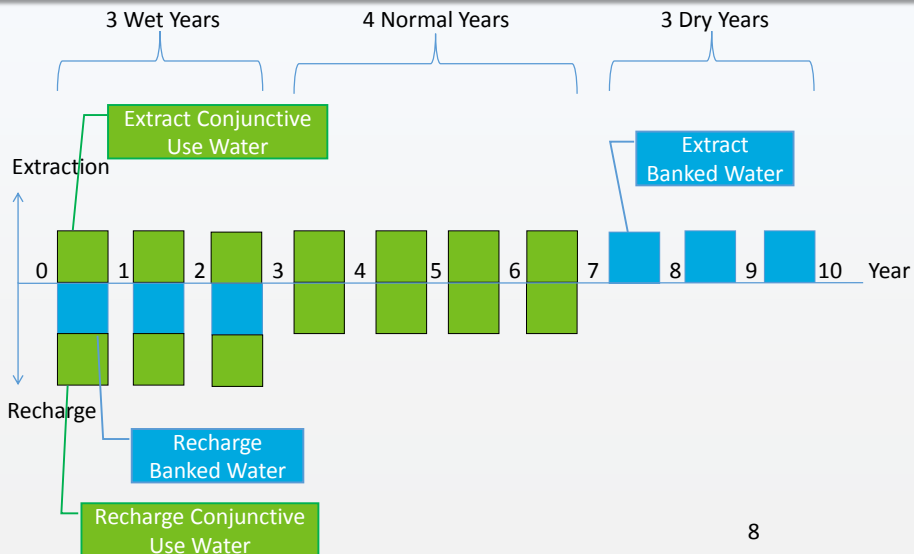 3 Wet Years
4 Normal Years
3 Dry Years
Extract Conjunctive
Use Water
Extract
Banked Water
Extraction
0 1 2 3 4 5 6 7 8 9 10 Year
Recharge
Recharge
Banked Water
Recharge Conjunctive
Use Water
8